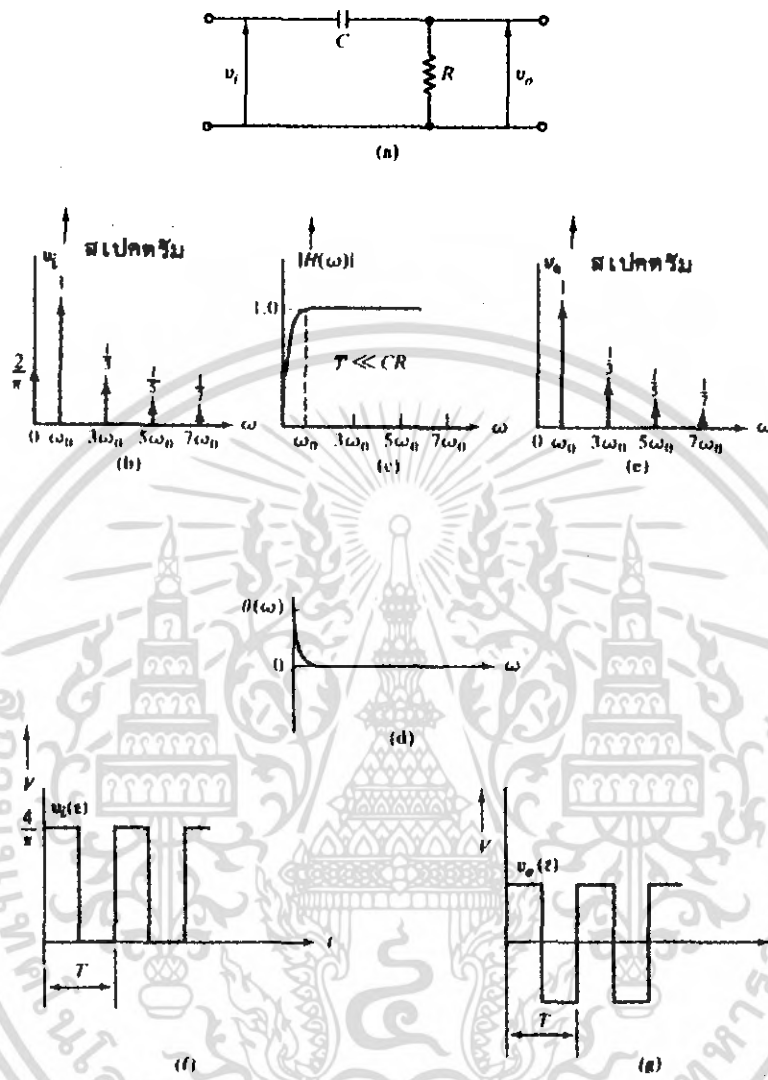 C
v_i
R
v_o
(a)
v_i
สเปคตรัม
1
2/π
1/3
1/5
1/7
0 ω₀ 3ω₀ 5ω₀ 7ω₀ ω
(b)
|H(ω)|
1.0
T ≪ CR
ω₀ 3ω₀ 5ω₀ 7ω₀ ω
(c)
v_o
สเปคตรัม
1
1/3
1/5
1/7
0 ω₀ 3ω₀ 5ω₀ 7ω₀ ω
(e)
θ(ω)
0
ω
(d)
V
4/π
v_i(t)
t
T
(f)
V
v_o(t)
T
(g)